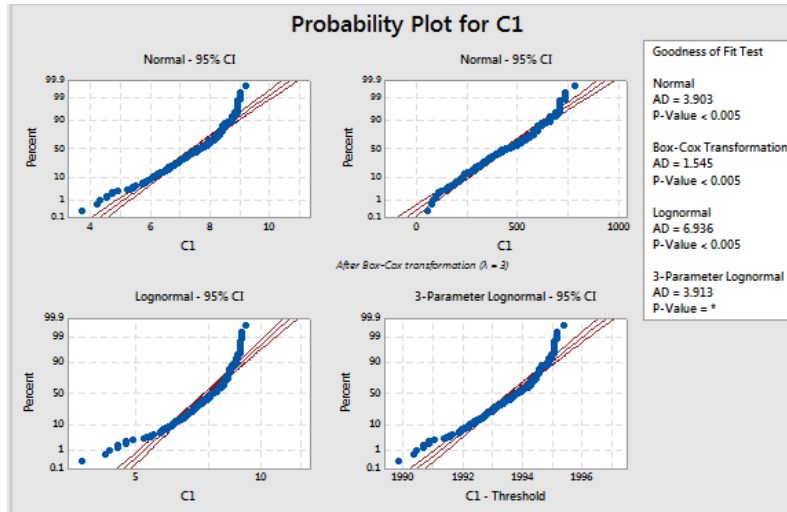 Probability Plot for C1
Normal - 95% CI
99.9
99
90
50
10
1
0.1
Percent
4
6
8
10
C1
Normal - 95% CI
99.9
99
90
50
10
1
0.1
Percent
0
500
1000
C1
After Box-Cox transformation (λ = 3)
Lognormal - 95% CI
99.9
99
90
50
10
1
0.1
Percent
5
10
C1
3-Parameter Lognormal - 95% CI
99.9
99
90
50
10
1
0.1
Percent
1990
1992
1994
1996
C1 - Threshold
Goodness of Fit Test
Normal
AD = 3.903
P-Value < 0.005
Box-Cox Transformation
AD = 1.545
P-Value < 0.005
Lognormal
AD = 6.936
P-Value < 0.005
3-Parameter Lognormal
AD = 3.913
P-Value = *